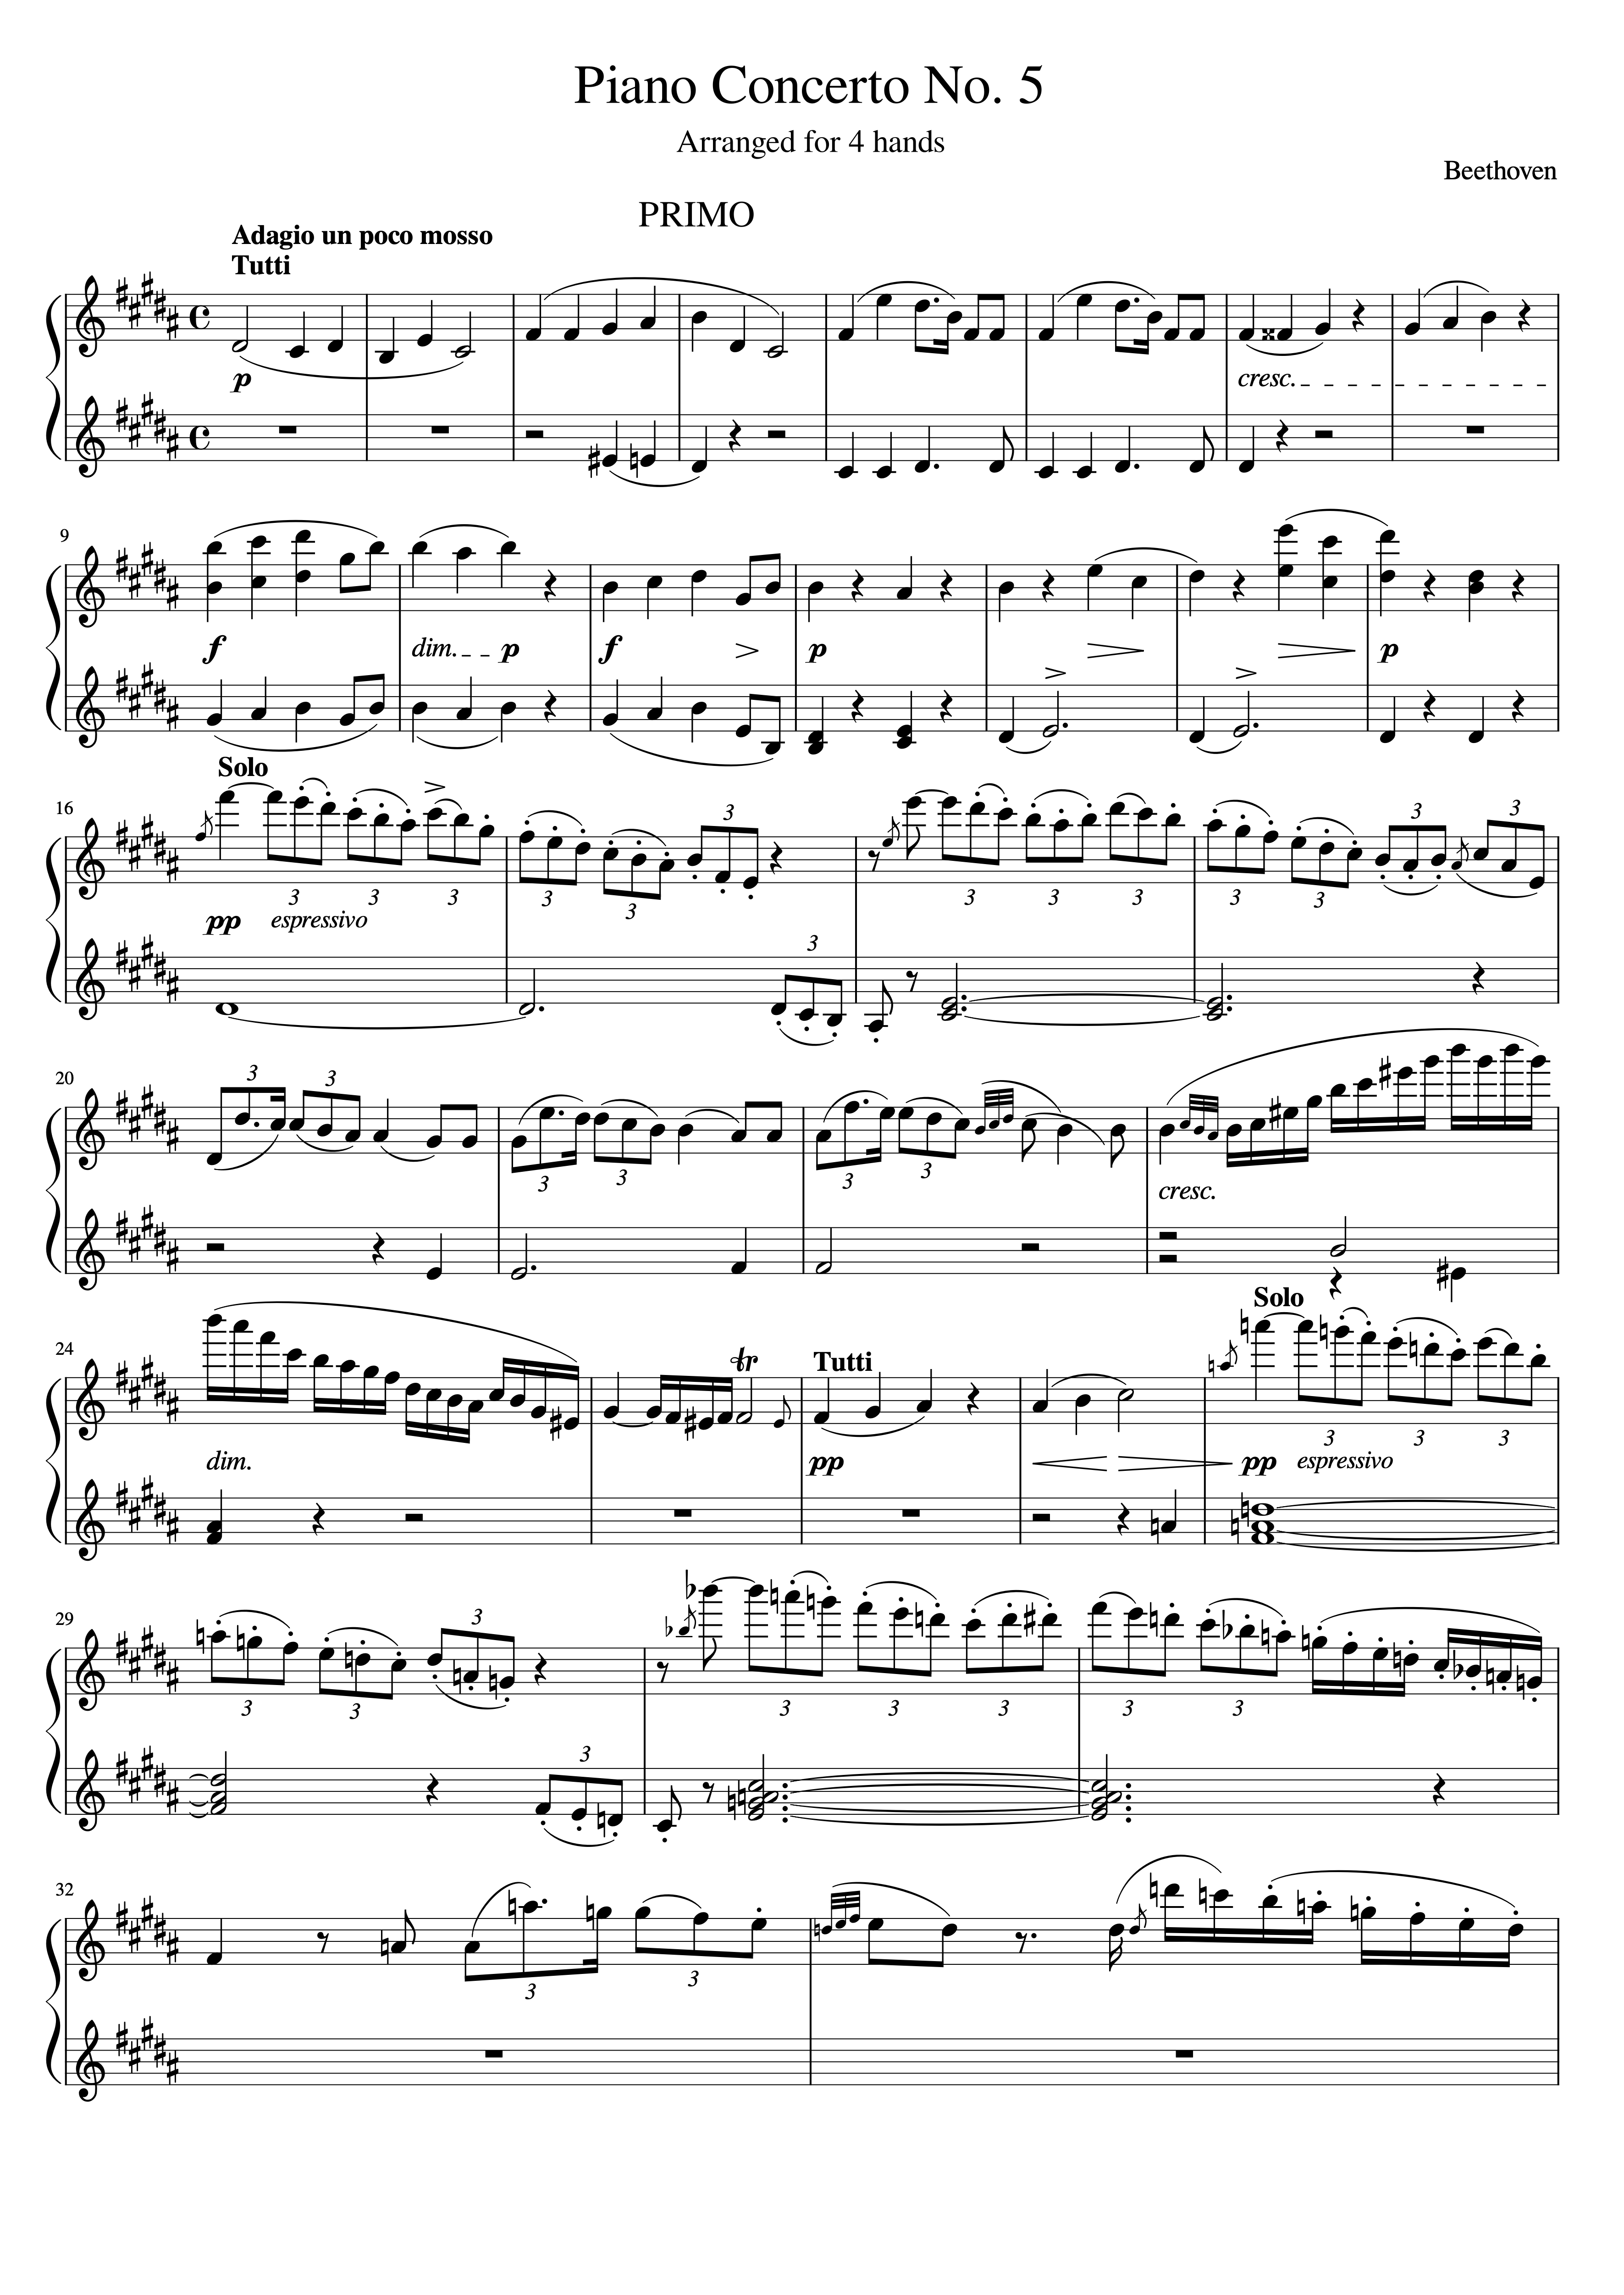 Piano Concerto No. 5
Arranged for 4 hands
Beethoven
PRIMO
Adagio un poco mosso
Tutti
p
cresc.
9
f dim. p f p p
Solo
16
3 3 3 3 3 3 3 3 3 3 3 3
pp espressivo
3
20
3 3 3 3 3 3
cresc.
Solo
24
tr
Tutti
dim. pp pp espressivo
3 3 3
29
3 3 3 3 3 3 3 3
3
32
3 3